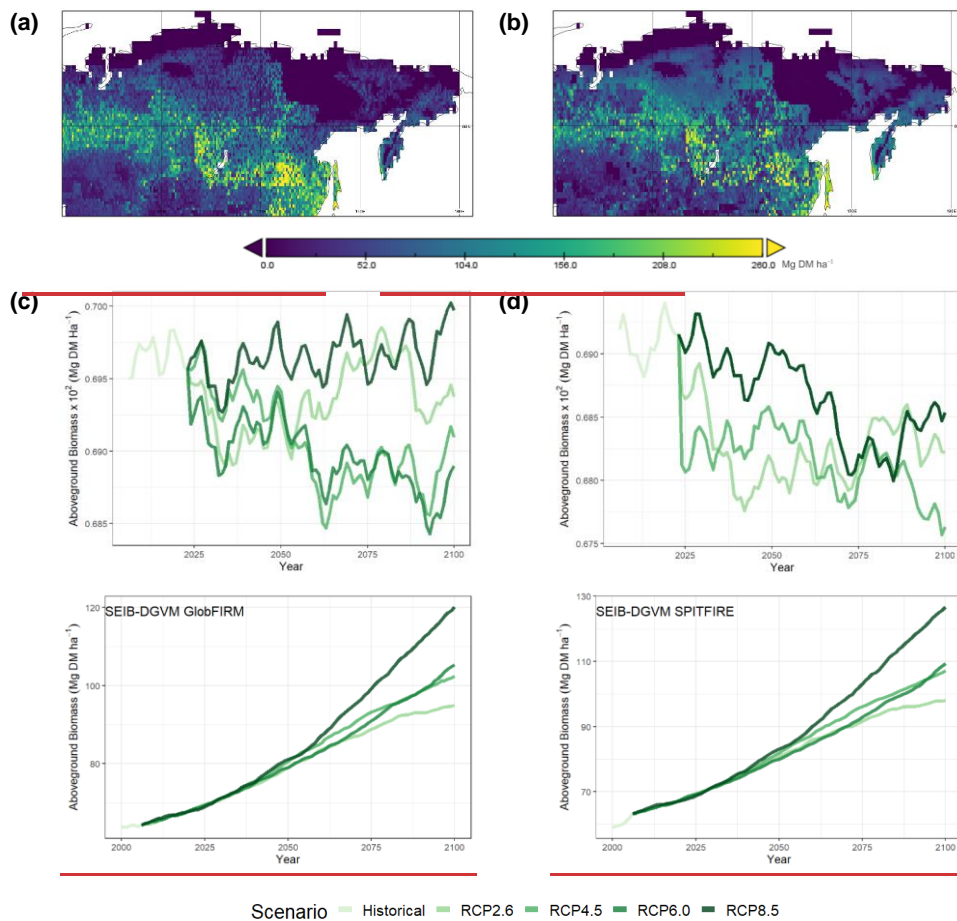 (a) (b)
0.0 52.0 104.0 156.0 208.0 260.0 Mg DM ha⁻¹
(c) (d)
Aboveground Biomass x 10² (Mg DM Ha⁻¹)
0.700
0.695
0.690
0.685
2025 2050 2075 2100
Year
Aboveground Biomass x 10² (Mg DM Ha⁻¹)
0.690
0.685
0.680
0.675
2025 2050 2075 2100
Year
SEIB-DGVM GlobFIRM
Aboveground Biomass (Mg DM ha⁻¹)
120
100
80
2000 2025 2050 2075 2100
Year
SEIB-DGVM SPITFIRE
Aboveground Biomass (Mg DM ha⁻¹)
130
110
90
70
2000 2025 2050 2075 2100
Year
Scenario Historical RCP2.6 RCP4.5 RCP6.0 RCP8.5